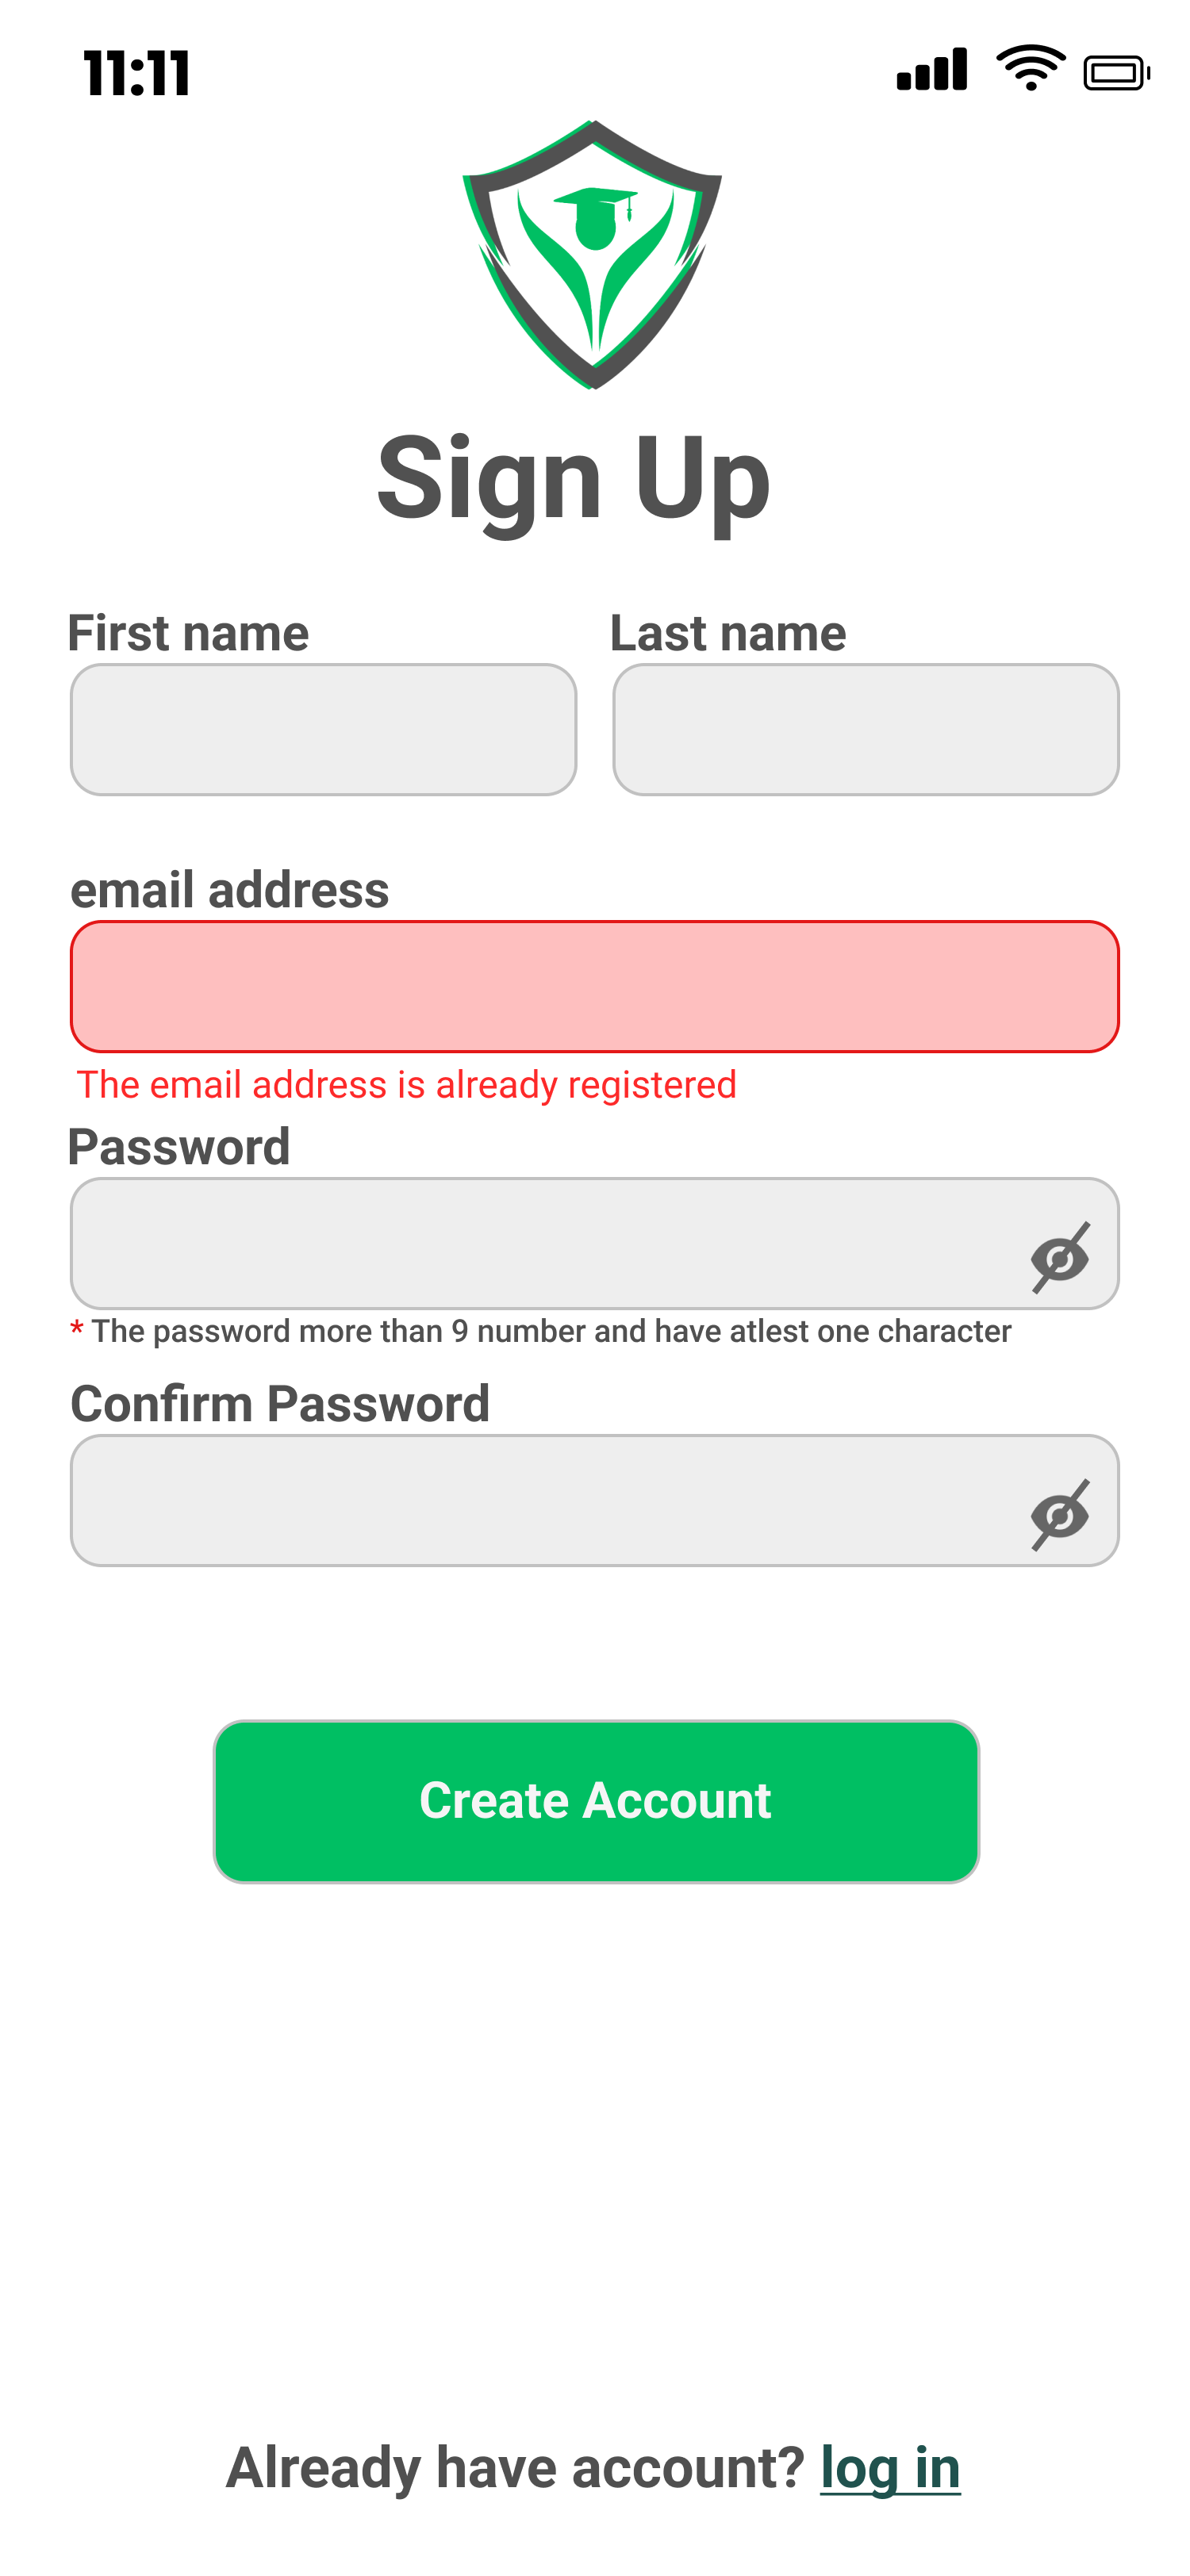 11:11
Sign Up
First name Last name
email address
The email address is already registered
Password
* The password more than 9 number and have atlest one character
Confirm Password
Create Account
Already have account? log in